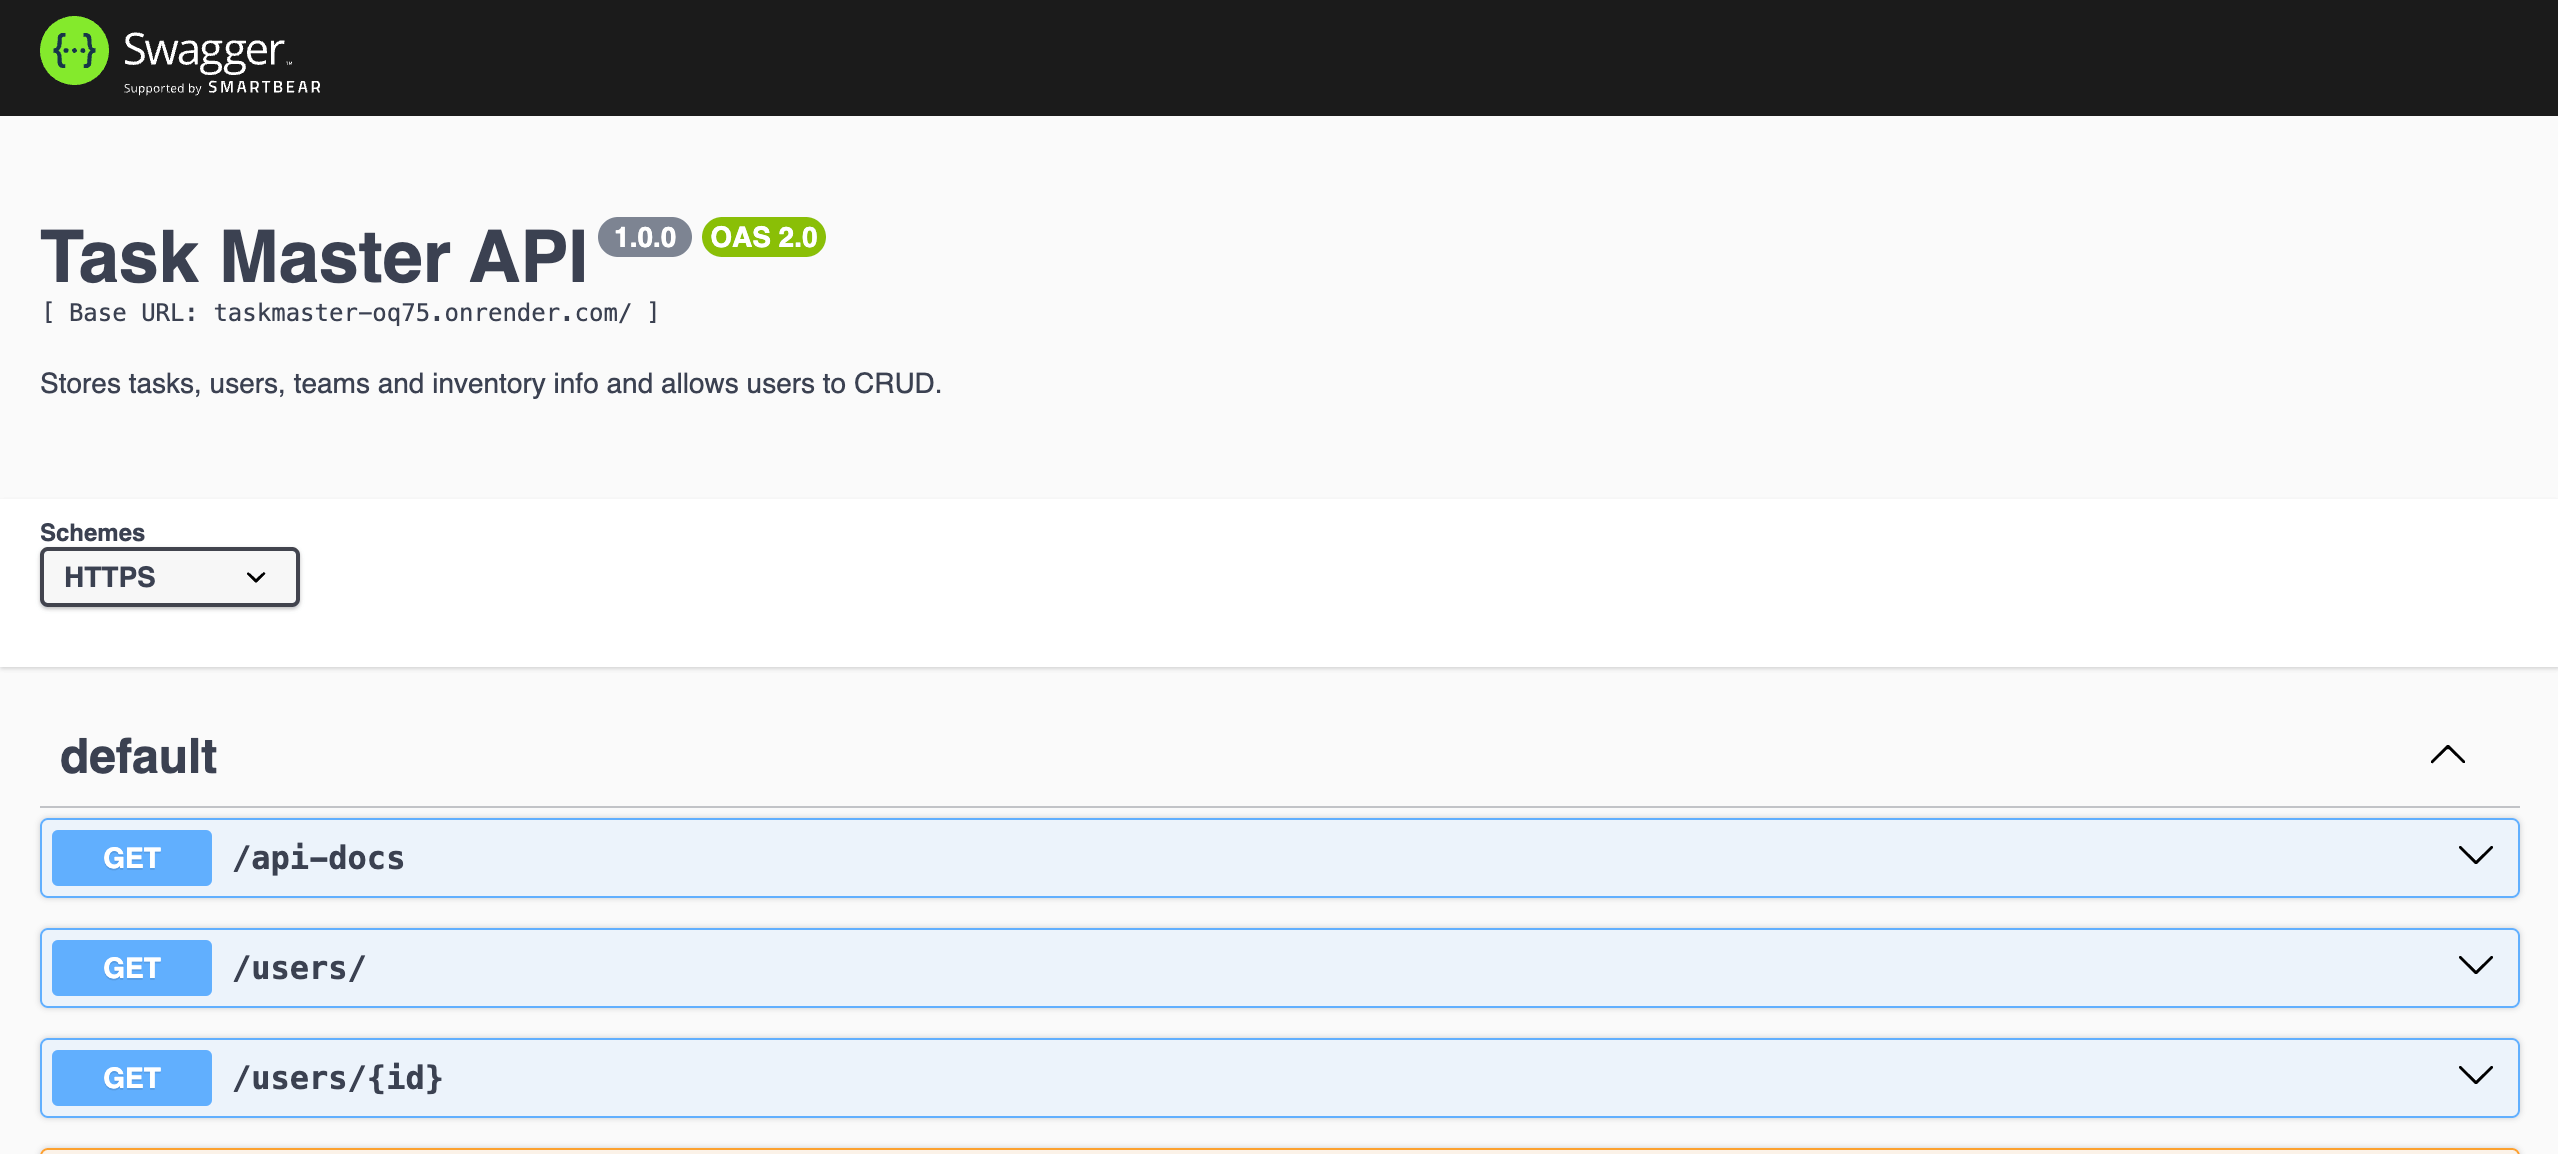 {···} Swagger™
Supported by SMARTBEAR
Task Master API 1.0.0 OAS 2.0
[ Base URL: taskmaster-oq75.onrender.com/ ]
Stores tasks, users, teams and inventory info and allows users to CRUD.
Schemes
HTTPS
default
GET /api-docs
GET /users/
GET /users/{id}